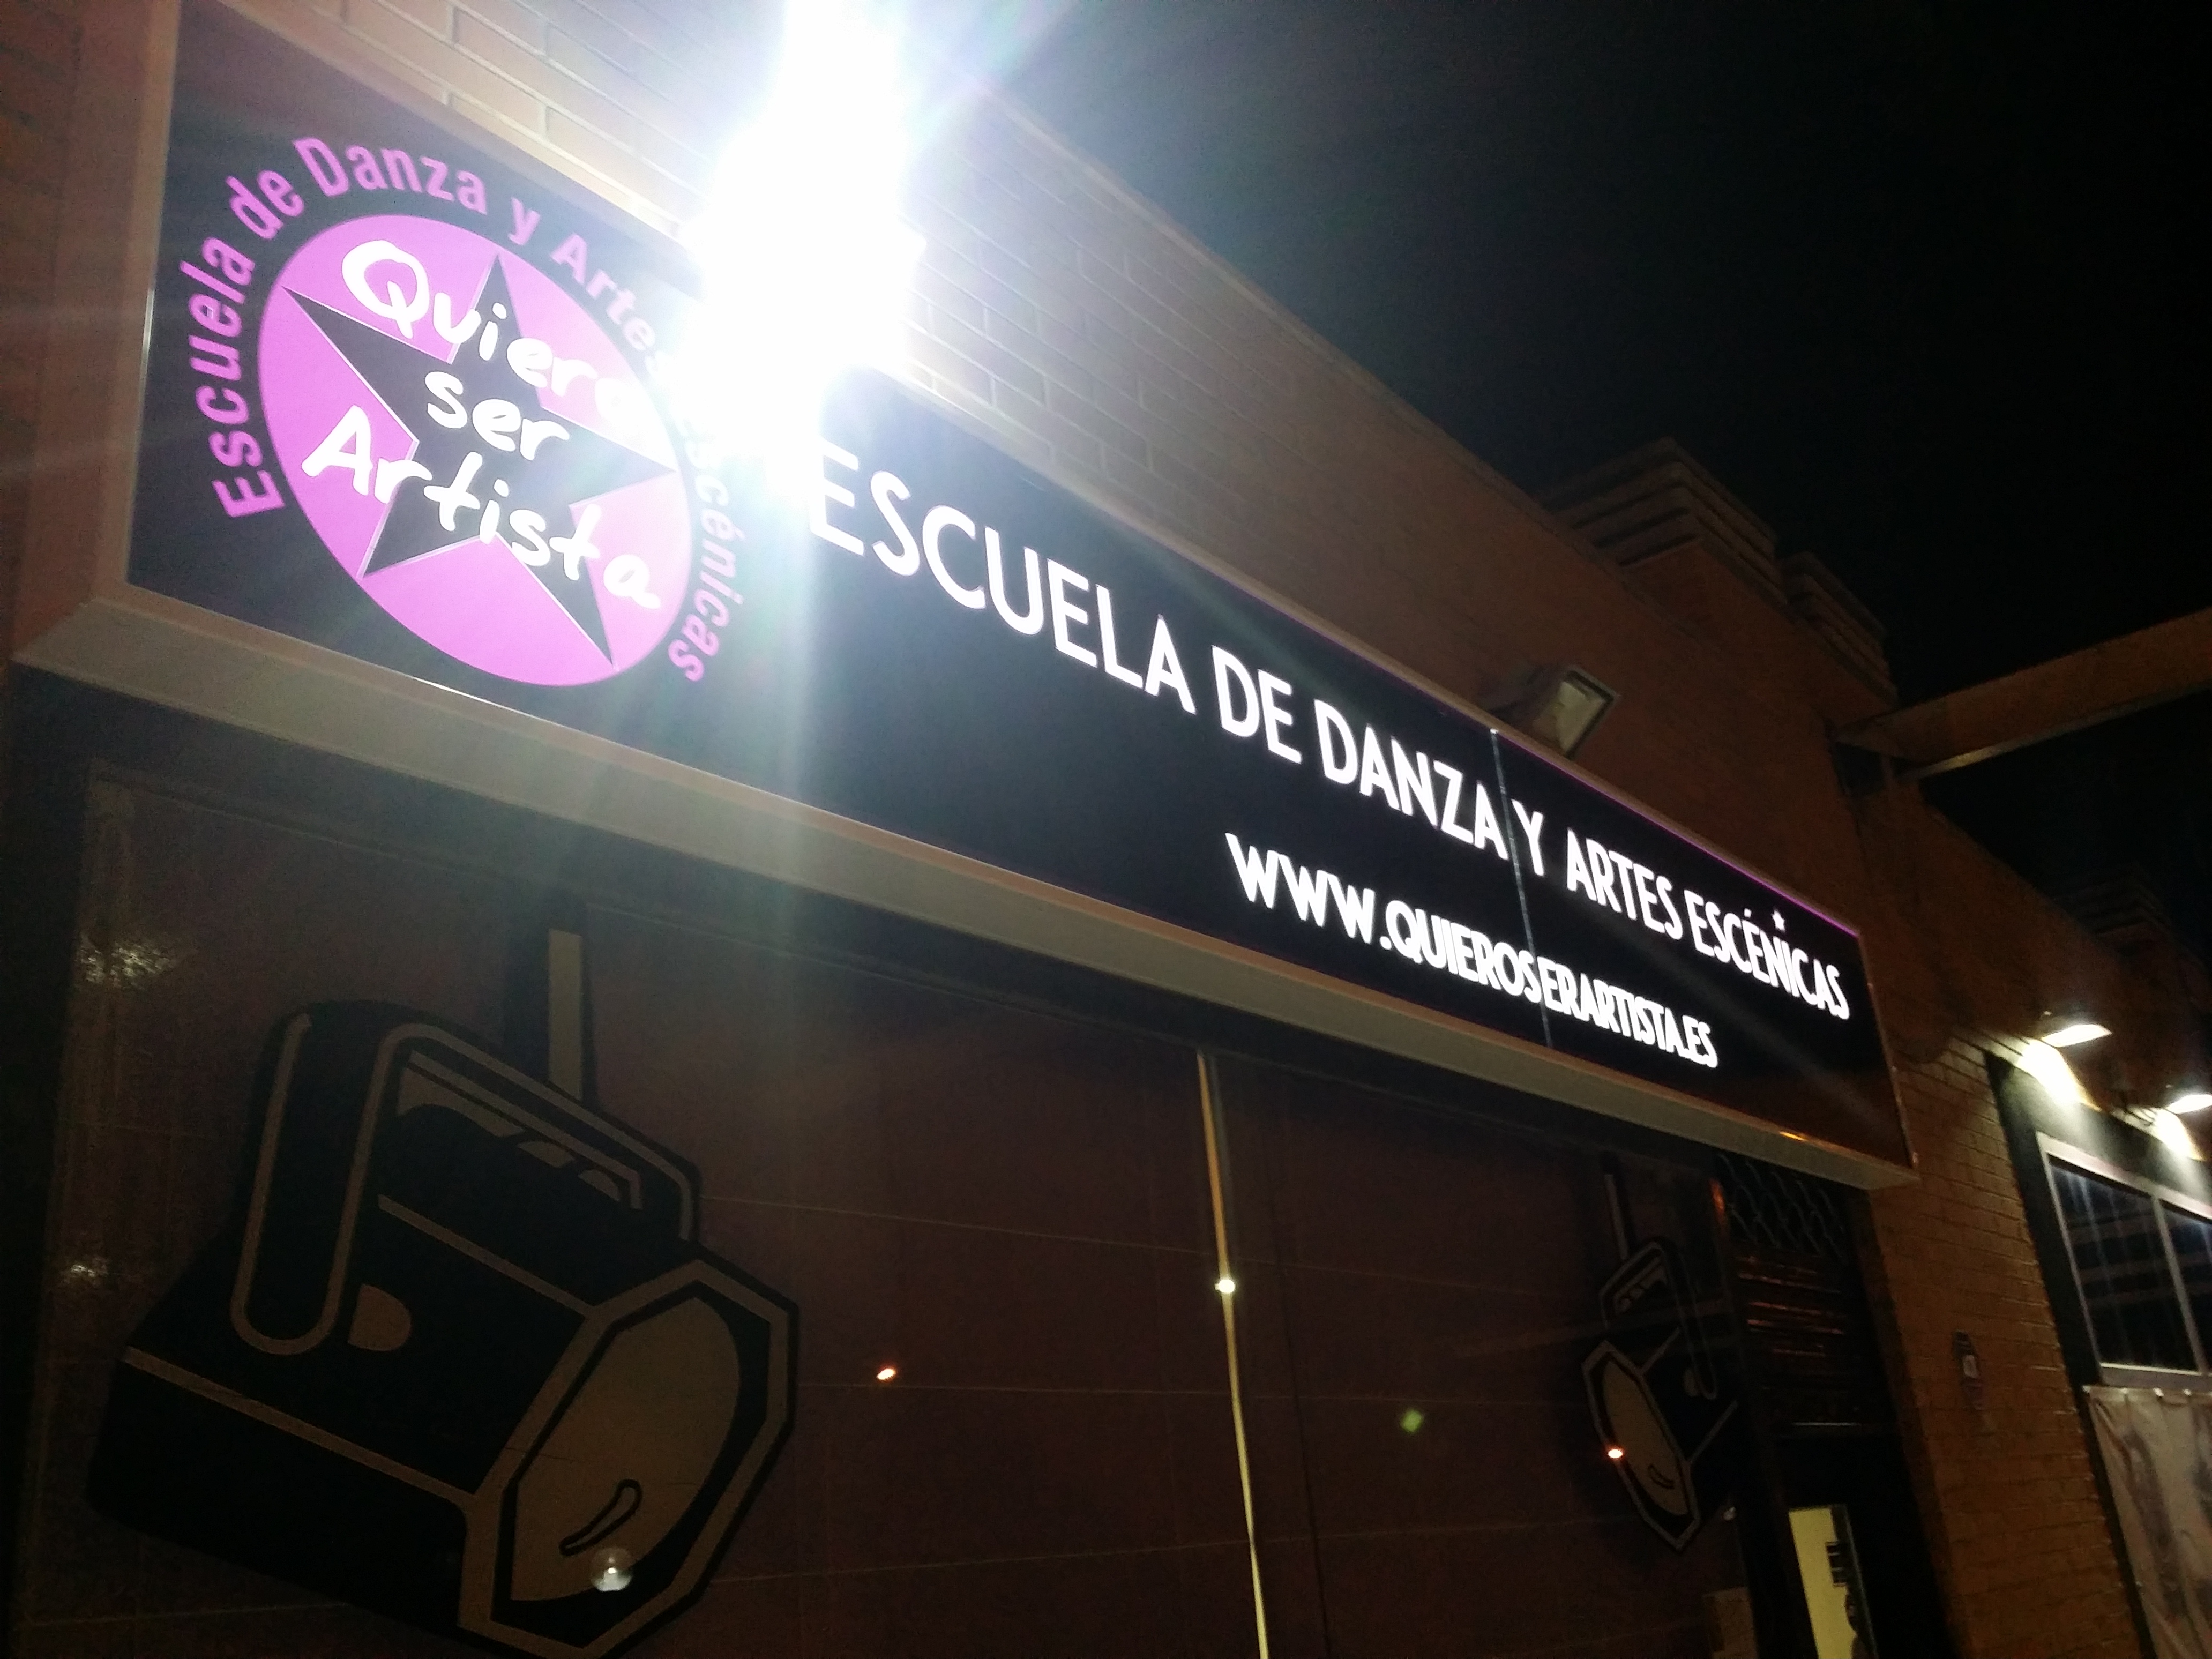 Escuela de Danza y Artes Escénicas
Quiero
ser
Artista
ESCUELA DE DANZA Y ARTES ESCÉNICAS
WWW.QUIEROSERARTISTA.ES